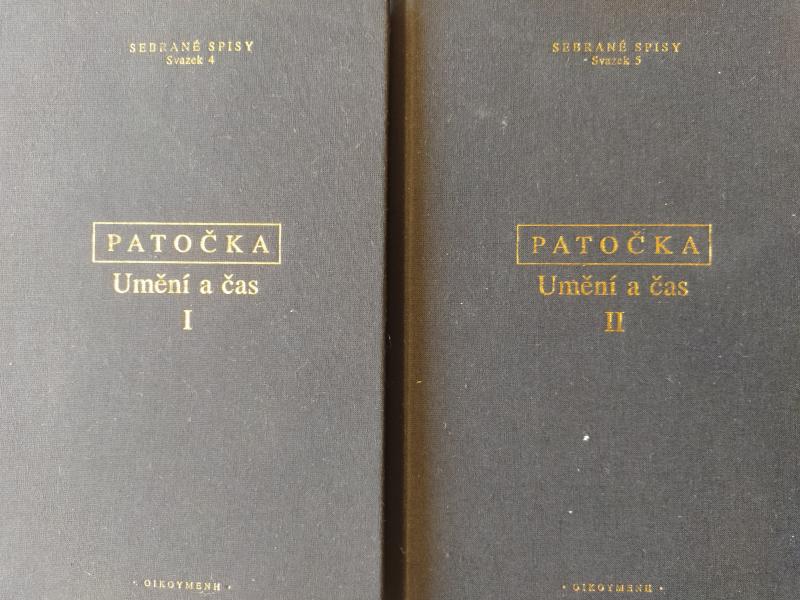 SEBRANÉ SPISY
Svazek 4
PATOČKA
Umění a čas
I
· OIKOYMENH ·
SEBRANÉ SPISY
Svazek 5
PATOČKA
Umění a čas
II
· OIKOYMENH ·